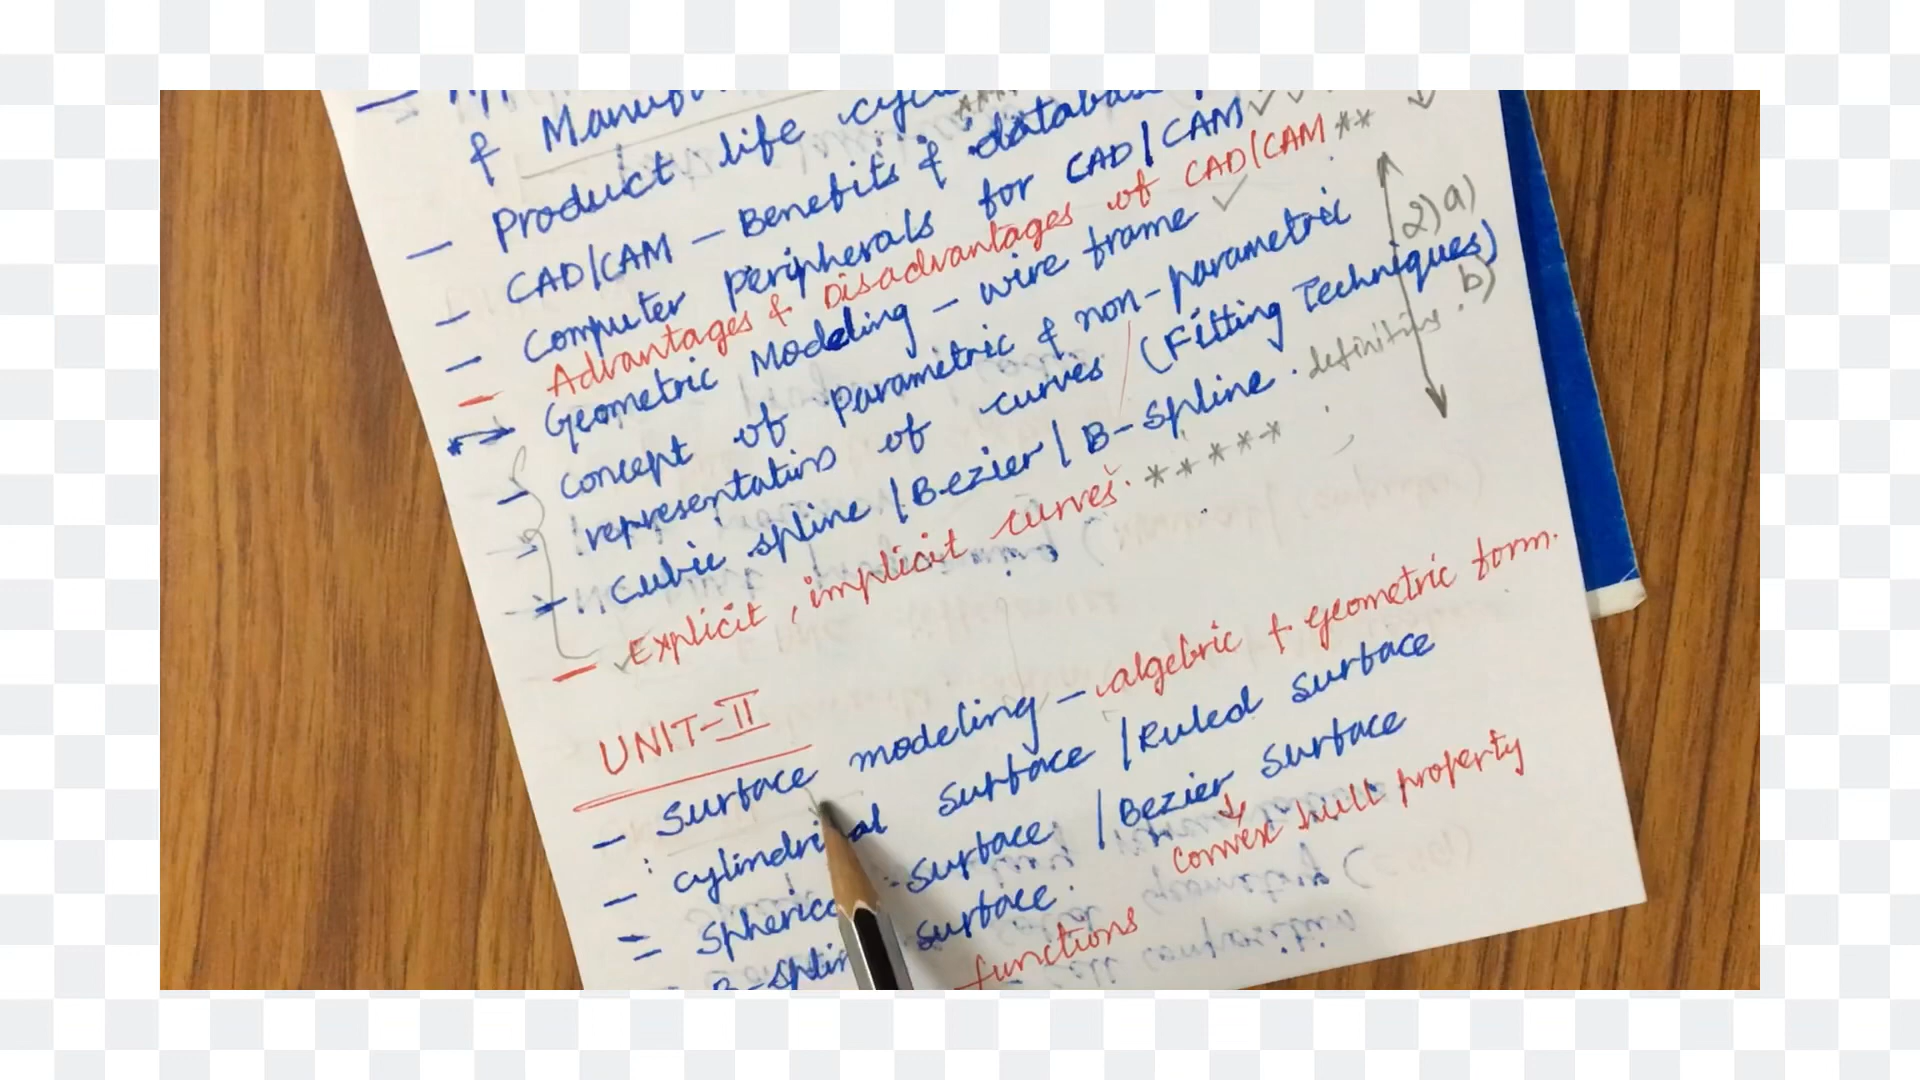 & Manuf
— Product life cycle ****
— CAD/CAM — Benefits & database
— Computer peripherals for CAD/CAM ✓✓
— Advantages & Disadvantages of CAD/CAM **
Geometric Modeling — wire frame ✓
— concept of parametric & non-parametric
representations of curves (Fitting Techniques)
— cubic spline / Bezier / B-spline. definitions.
— Explicit, implicit curves. *****
2) a)
b)
UNIT-II
— Surface modeling — algebric & geometric form.
— cylindrical surface / Ruled surface
= Spherical surface / Bezier surface
↓
convex hull property
B-spline surface.
functions